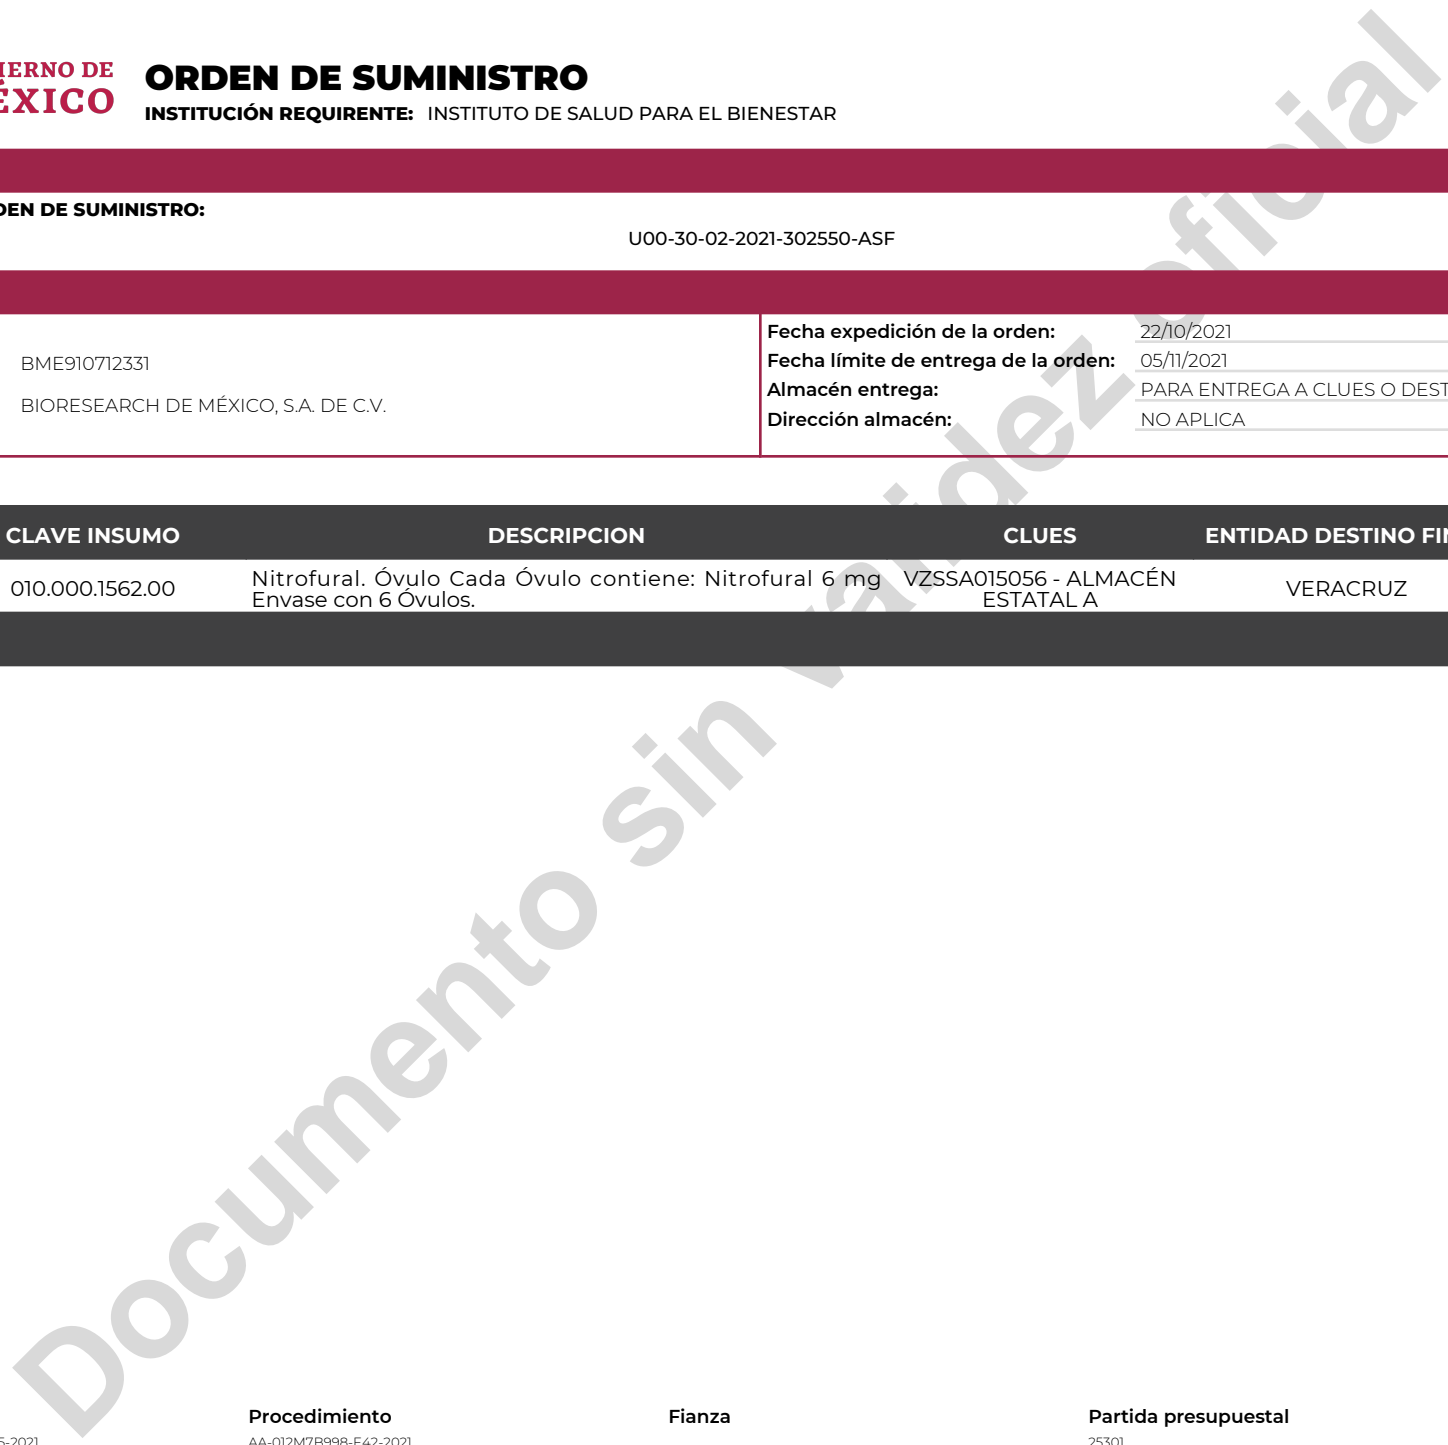 IERNO DE
ÉXICO
ORDEN DE SUMINISTRO
INSTITUCIÓN REQUIRENTE: INSTITUTO DE SALUD PARA EL BIENESTAR
DEN DE SUMINISTRO:
U00-30-02-2021-302550-ASF
BME910712331
BIORESEARCH DE MÉXICO, S.A. DE C.V.
Fecha expedición de la orden: 22/10/2021
Fecha límite de entrega de la orden: 05/11/2021
Almacén entrega: PARA ENTREGA A CLUES O DEST
Dirección almacén: NO APLICA
CLAVE INSUMO DESCRIPCION CLUES ENTIDAD DESTINO FIN
010.000.1562.00 Nitrofural. Óvulo Cada Óvulo contiene: Nitrofural 6 mg VZSSA015056 - ALMACÉN VERACRUZ
Envase con 6 Óvulos. ESTATAL A
Documento sin validez oficial
Procedimiento Fianza Partida presupuestal
5-2021 AA-012M7B998-E42-2021 25301